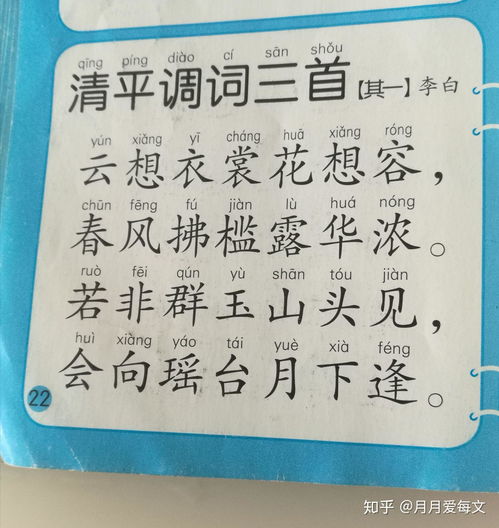 qīng píng diào cí sān shǒu
清平调词三首【其一】李白
yún xiǎng yī cháng huā xiǎng róng
云想衣裳花想容，
chūn fēng fú jiàn lù huá nóng
春风拂槛露华浓。
ruò fēi qún yù shān tóu jiàn
若非群玉山头见，
huì xiàng yáo tái yuè xià féng
会向瑶台月下逢。
22
知乎 @月月爱每文